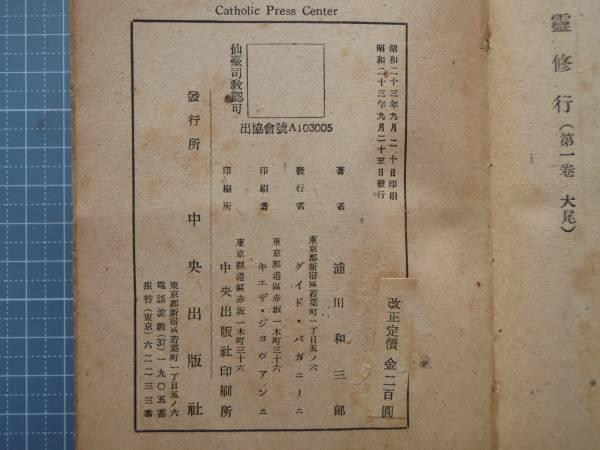 靈修行(第一卷 大尾)
Catholic Press Center
昭和二十三年九月二十日印刷
昭和二十三年九月二十五日發行
仙臺司教認可
出協會號A103005
改正定價 金二百圓
著者 浦川和三郎
東京都新宿區若葉町一丁目五ノ六
發行者 グイド・パガニーニ
東京都港區赤坂一木町三十六
印刷者 キエザ・ジョヴアンニ
東京都港區赤坂一木町三十六
印刷所 中央出版社印刷所
發行所 中央出版社
東京都新宿區若葉町一丁目五ノ六
電話淀橋(37)一九〇五番
振替(東京)六二二三三番